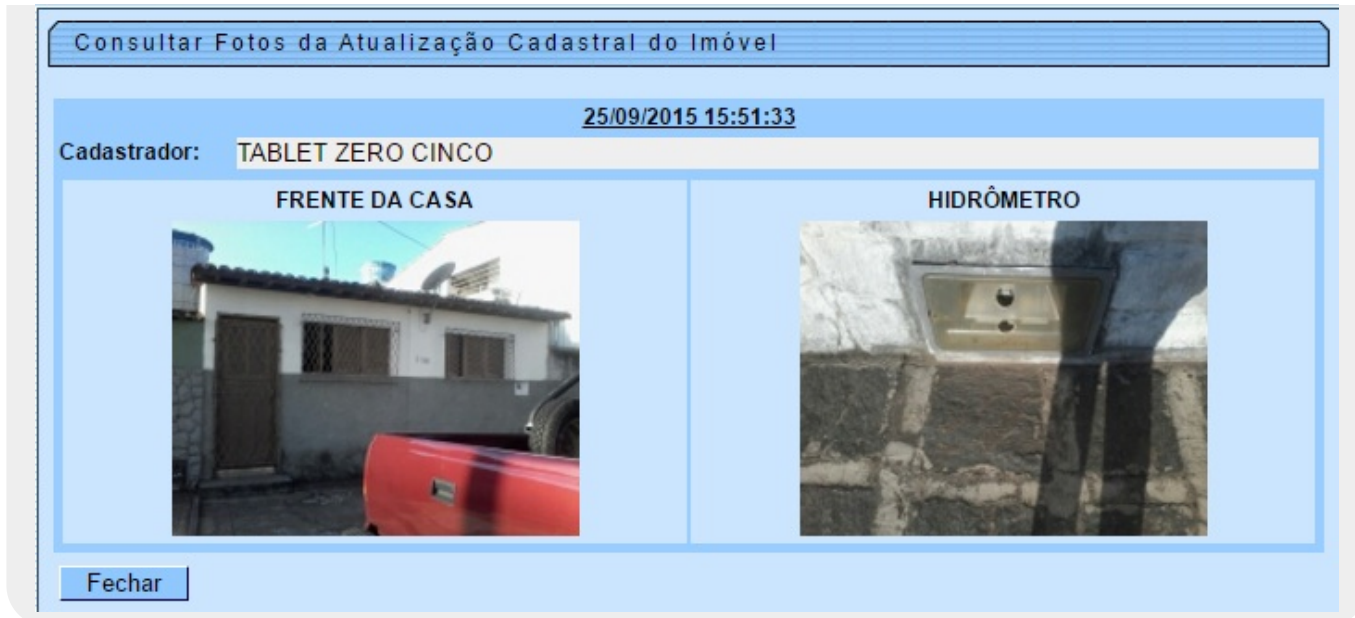 Consultar Fotos da Atualização Cadastral do Imóvel
25/09/2015 15:51:33
Cadastrador: TABLET ZERO CINCO
FRENTE DA CASA
HIDRÔMETRO
Fechar